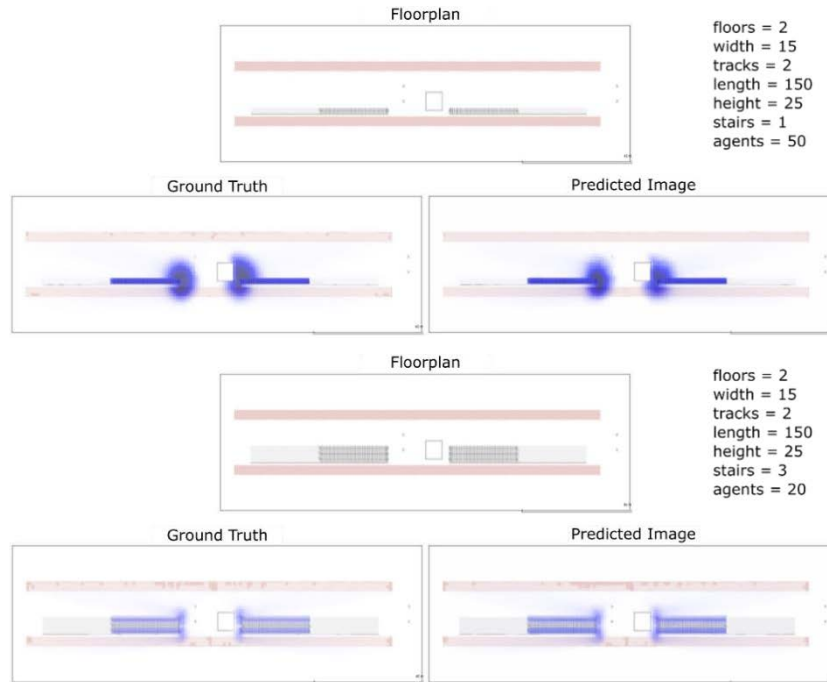 Floorplan
floors = 2
width = 15
tracks = 2
length = 150
height = 25
stairs = 1
agents = 50
Ground Truth
Predicted Image
Floorplan
floors = 2
width = 15
tracks = 2
length = 150
height = 25
stairs = 3
agents = 20
Ground Truth
Predicted Image